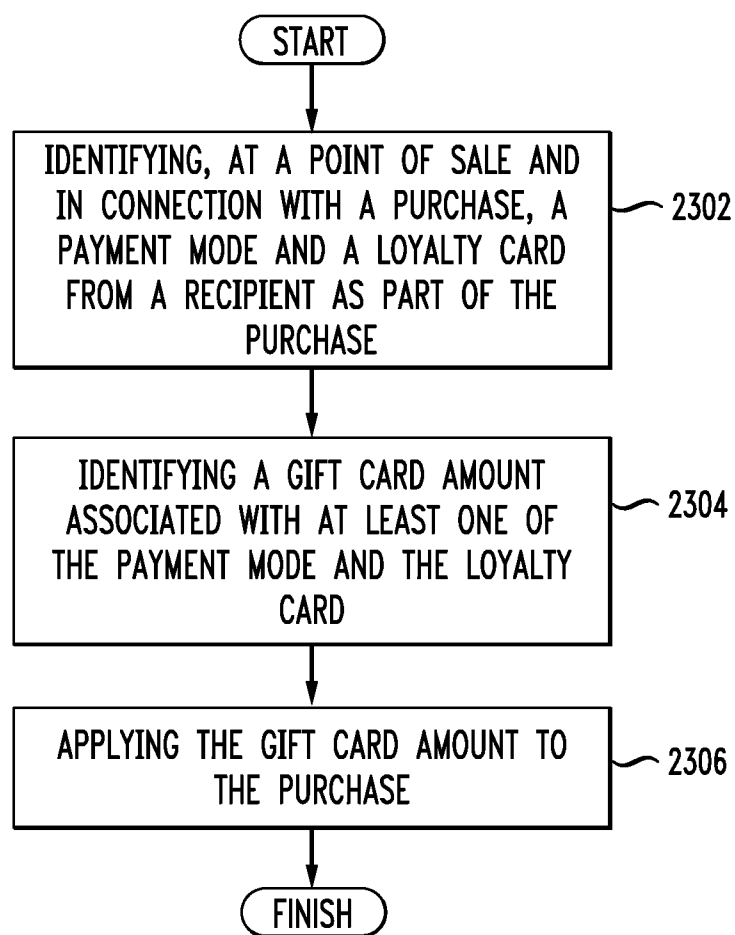 START
IDENTIFYING, AT A POINT OF SALE AND
IN CONNECTION WITH A PURCHASE, A
PAYMENT MODE AND A LOYALTY CARD
FROM A RECIPIENT AS PART OF THE
PURCHASE
2302
IDENTIFYING A GIFT CARD AMOUNT
ASSOCIATED WITH AT LEAST ONE OF
THE PAYMENT MODE AND THE LOYALTY
CARD
2304
APPLYING THE GIFT CARD AMOUNT TO
THE PURCHASE
2306
FINISH